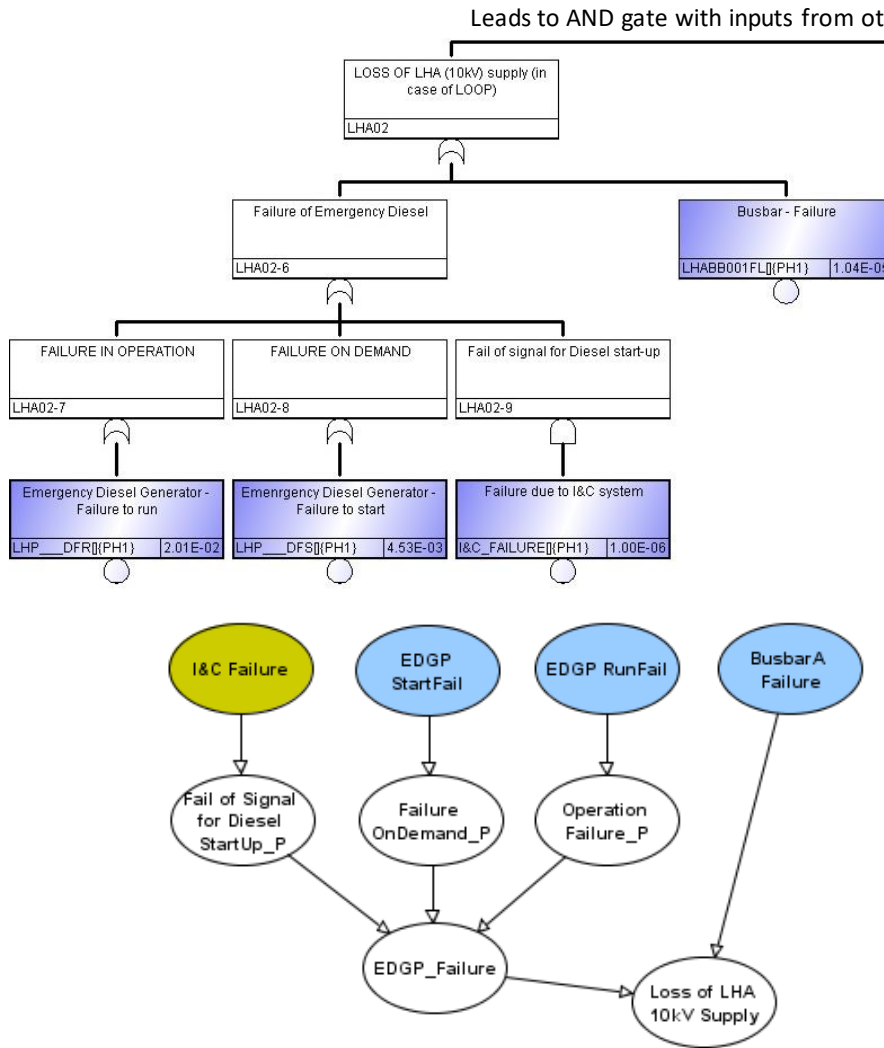 Leads to AND gate with inputs from ot
LOSS OF LHA (10kV) supply (in
case of LOOP)
LHA02
Failure of Emergency Diesel
LHA02-6
Busbar - Failure
LHABB001FL[]{PH1} 1.04E-05
FAILURE IN OPERATION
LHA02-7
FAILURE ON DEMAND
LHA02-8
Fail of signal for Diesel start-up
LHA02-9
Emergency Diesel Generator -
Failure to run
LHP___DFR[]{PH1} 2.01E-02
Emenrgency Diesel Generator -
Failure to start
LHP___DFS[]{PH1} 4.53E-03
Failure due to I&C system
I&C_FAILURE[]{PH1} 1.00E-06
I&C Failure
EDGP
StartFail
EDGP RunFail
BusbarA
Failure
Fail of Signal
for Diesel
StartUp_P
Failure
OnDemand_P
Operation
Failure_P
EDGP_Failure
Loss of LHA
10kV Supply